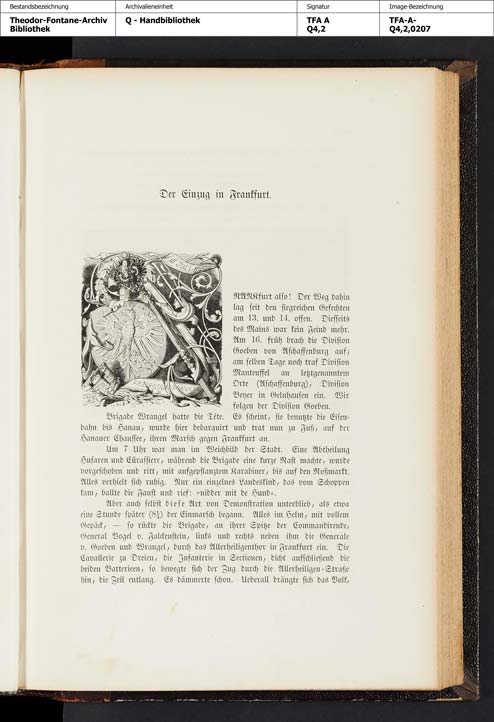 Bestandsbezeichnung
Archivalieneinheit
Signatur
Image-Bezeichnung
Theodor-Fontane-Archiv
Bibliothek
Q - Handbibliothek
TFA A
Q4,2
TFA-A-
Q4,2,0207
Der Einzug in Frankfurt.
FRANKfurt also! Der Weg dahin
lag seit den siegreichen Gefechten
am 13. und 14. offen. Diesseits
des Mains war kein Feind mehr.
Am 16. früh brach die Division
Goeben von Aschaffenburg auf;
am selben Tage noch traf Division
Manteuffel an letztgenanntem
Orte (Aschaffenburg), Division
Beyer in Gelnhausen ein. Wir
folgen der Division Goeben.
Brigade Wrangel hatte die Tête. Es scheint, sie benutzte die Eisen-
bahn bis Hanau, wurde hier debarquirt und trat nun zu Fuß, auf der
Hanauer Chaussee, ihren Marsch gegen Frankfurt an.
Um 7 Uhr war man im Weichbild der Stadt. Eine Abtheilung
Husaren und Cürassiere, während die Brigade eine kurze Rast machte, wurde
vorgeschoben und ritt, mit aufgepflanztem Karabiner, bis auf den Roßmarkt.
Alles verhielt sich ruhig. Nur ein einzelnes Landeskind, das vom Schoppen
kam, ballte die Faust und rief: »nidder mit de Hund«.
Aber auch selbst diese Art von Demonstration unterblieb, als etwa
eine Stunde später (8¼) der Einmarsch begann. Alles im Helm, mit vollem
Gepäck, — so rückte die Brigade, an ihrer Spitze der Commandirende,
General Vogel v. Falckenstein, links und rechts neben ihm die Generale
v. Goeben und Wrangel, durch das Allerheiligenthor in Frankfurt ein. Die
Cavallerie zu Dreien, die Infanterie in Sectionen, dicht aufschließend die
beiden Batterieen, so bewegte sich der Zug durch die Allerheiligen-Straße
hin, die Zeil entlang. Es dämmerte schon. Ueberall drängte sich das Volk,